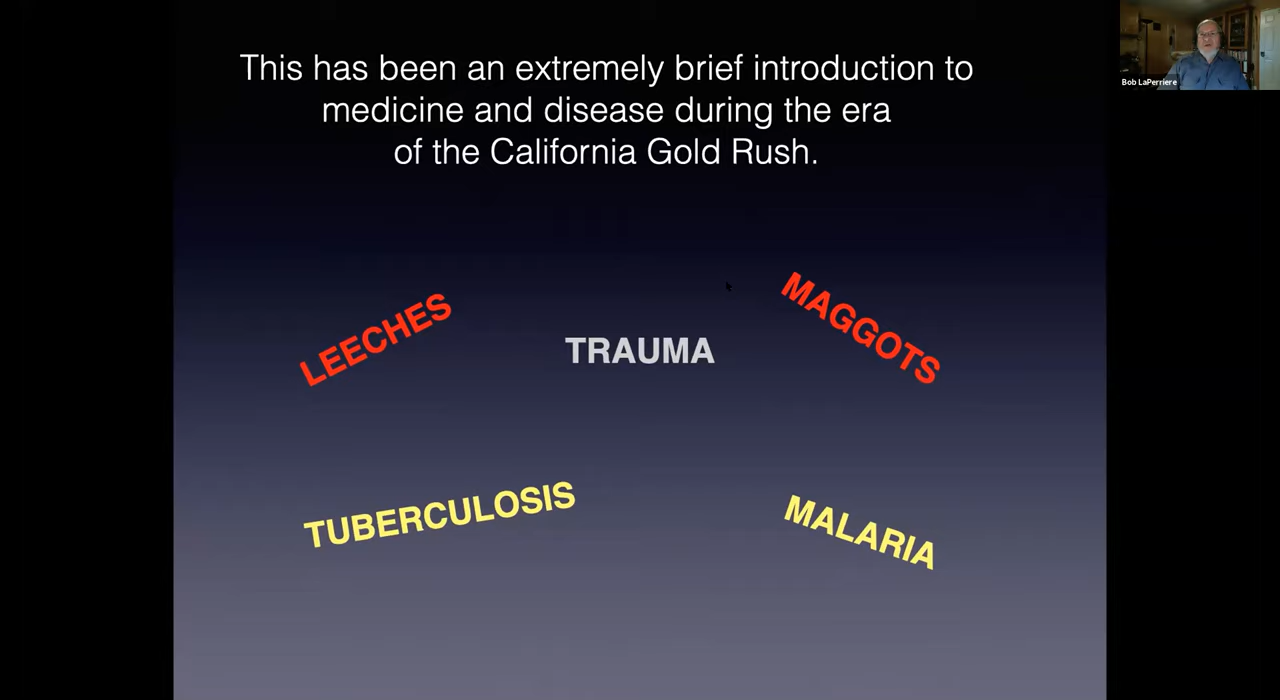 This has been an extremely brief introduction to
medicine and disease during the era
of the California Gold Rush.
Bob LaPerriere
LEECHES
MAGGOTS
TRAUMA
TUBERCULOSIS
MALARIA